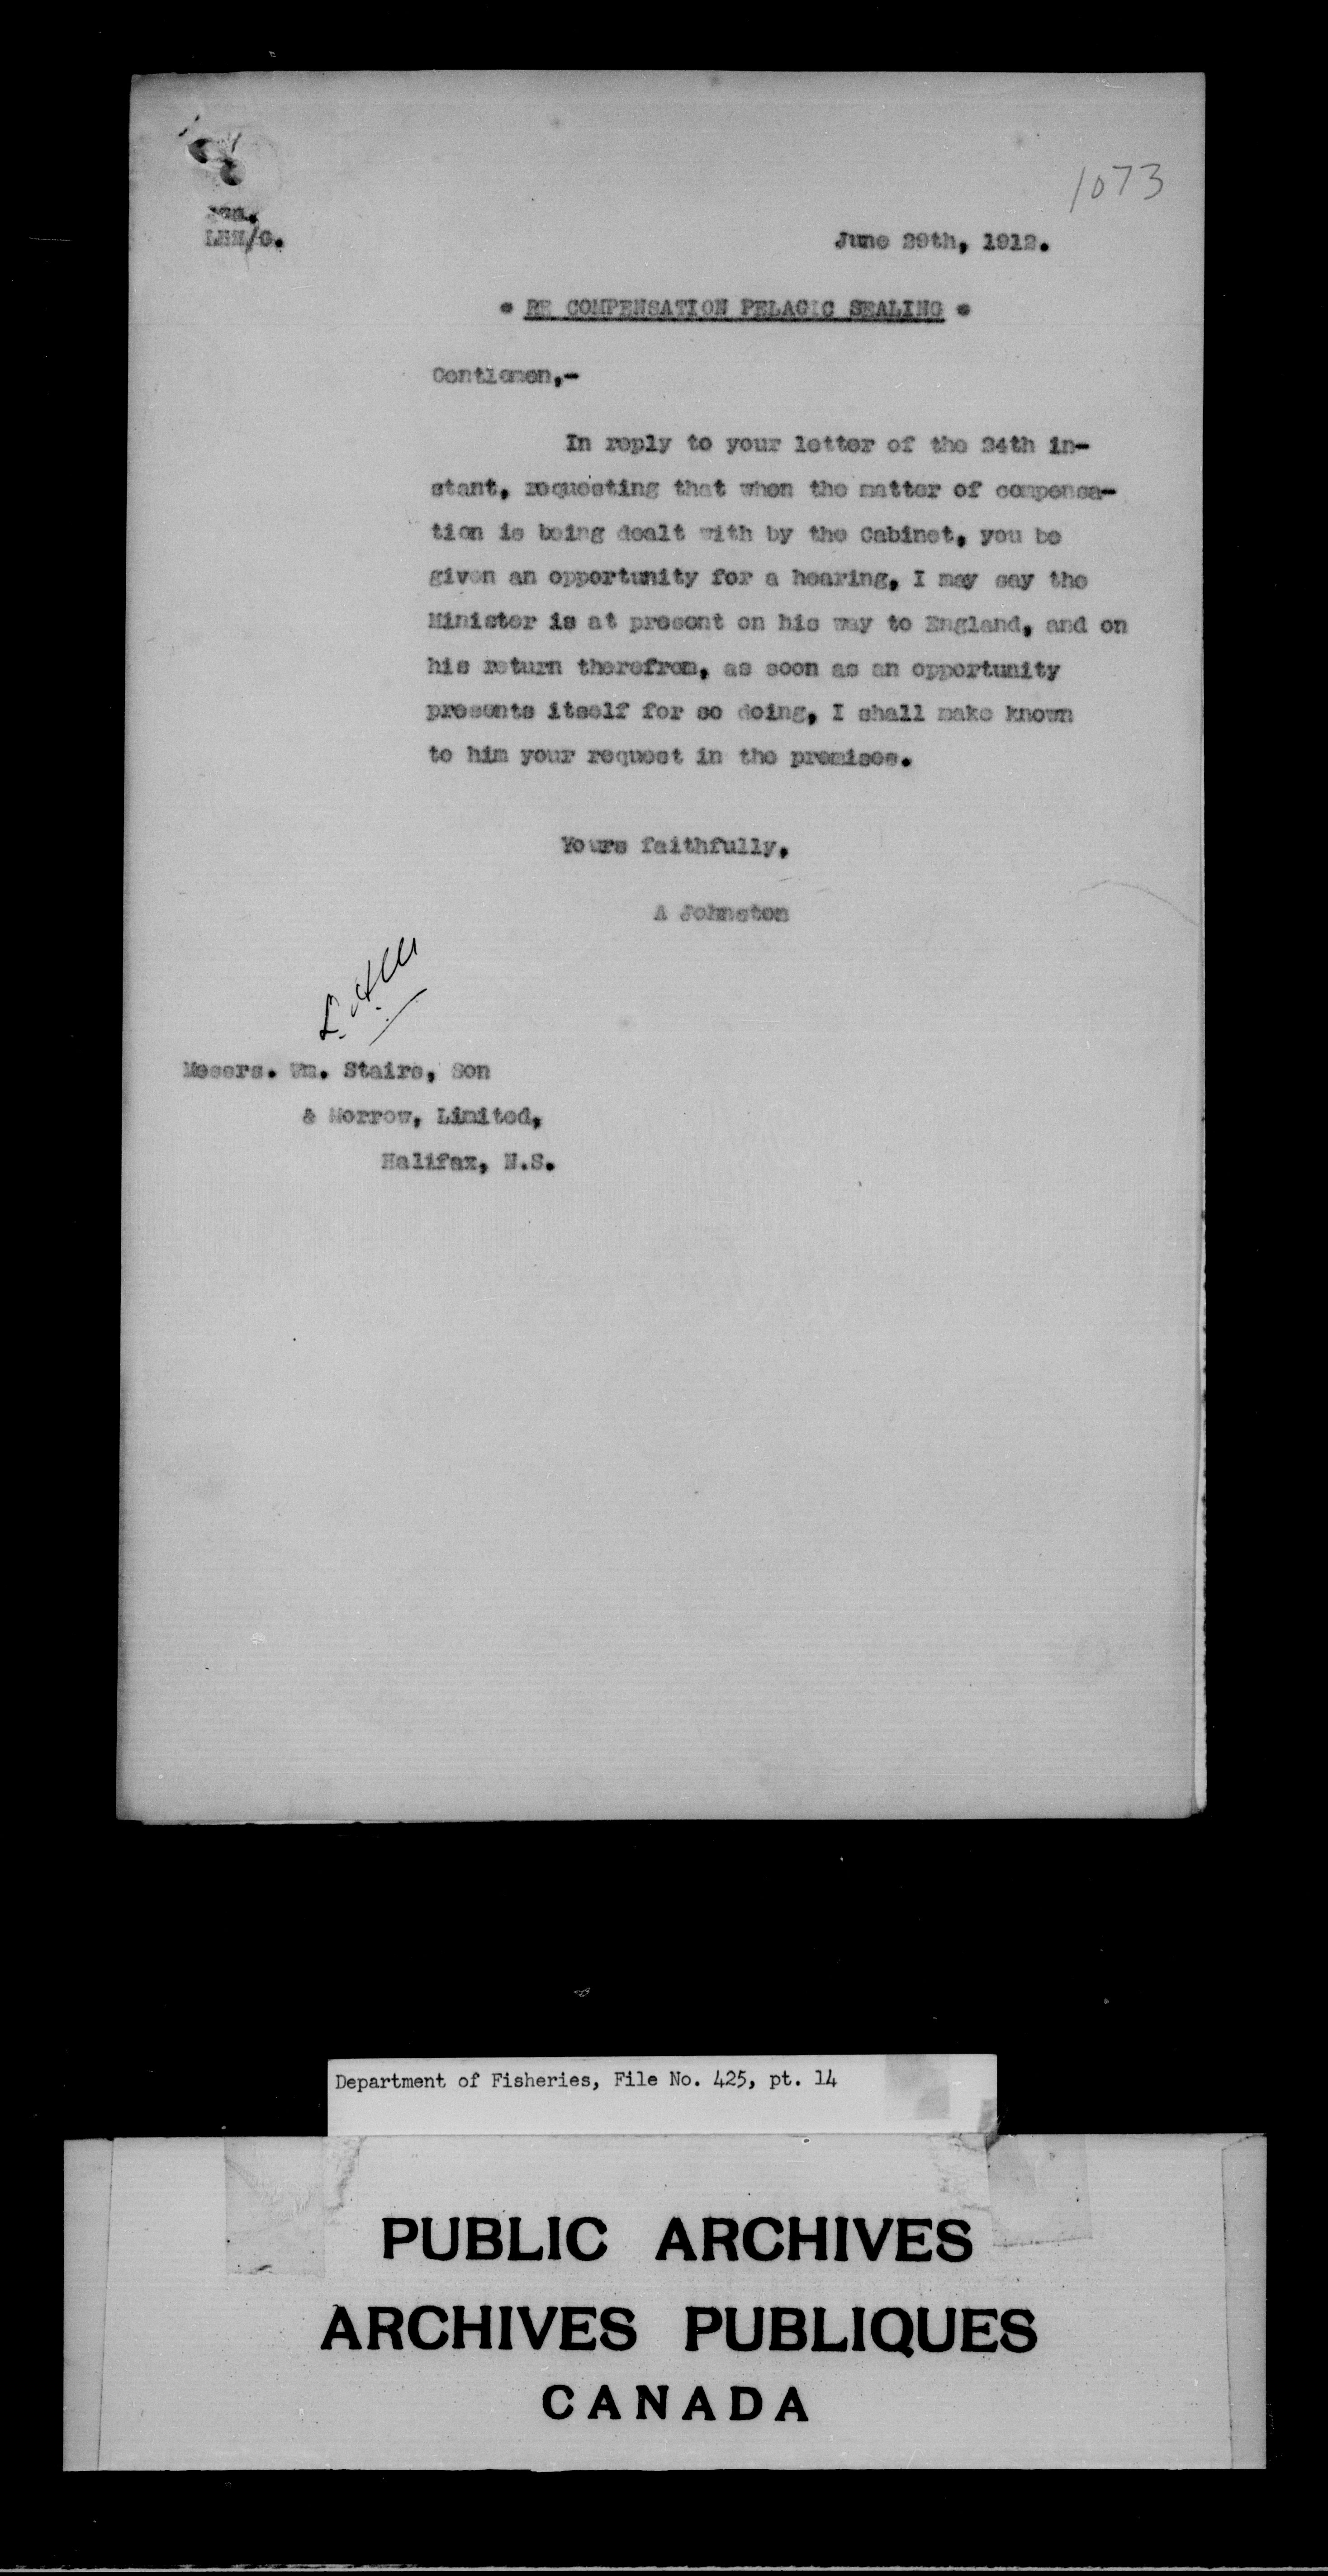 1073
June 29th, 1912.
* RE COMPENSATION PELAGIC SEALING *
Gentlemen,-
In reply to your letter of the 24th in-
stant, requesting that when the matter of compensa-
tion is being dealt with by the Cabinet, you be
given an opportunity for a hearing, I may say the
Minister is at present on his way to England, and on
his return therefrom, as soon as an opportunity
presents itself for so doing, I shall make known
to him your request in the premises.
Yours faithfully,
A Johnston
Messrs. Wm. Stairs, Son
& Morrow, Limited,
Halifax, N.S.
Department of Fisheries, File No. 425, pt. 14
PUBLIC ARCHIVES
ARCHIVES PUBLIQUES
CANADA